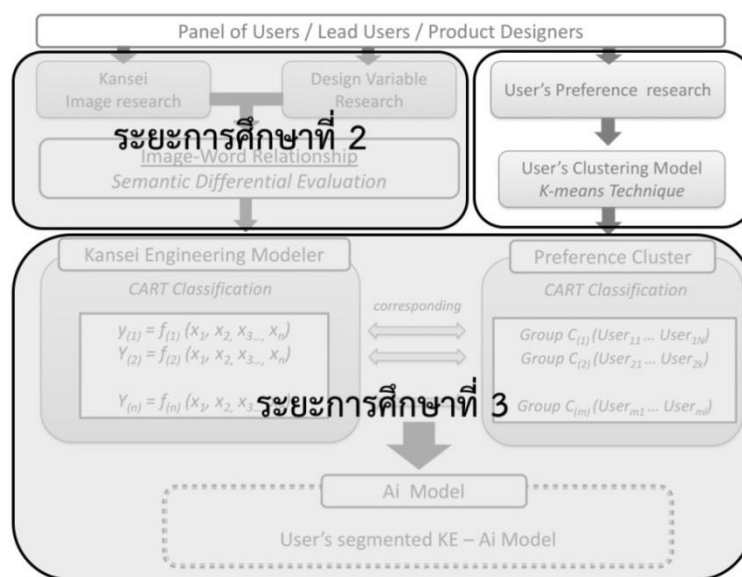 Panel of Users / Lead Users / Product Designers
Kansei
Image research
Design Variable
Research
ระยะการศึกษาที่ 2
Image-Word Relationship
Semantic Differential Evaluation
User's Preference research
User's Clustering Model
K-means Technique
Kansei Engineering Modeler
CART Classification
y(1) = f(1) (x1, x2, x3..., xn)
Y(2) = f(2) (x1, x2, x3..., xn)
Y(n) = f(n) (x1, x2, x3...
corresponding
Preference Cluster
CART Classification
Group C(1) (User11 ... User1N)
Group C(2) (User21 ... User2k)
Group C(m) (Userm1 ... Userml)
ระยะการศึกษาที่ 3
Ai Model
User's segmented KE – Ai Model